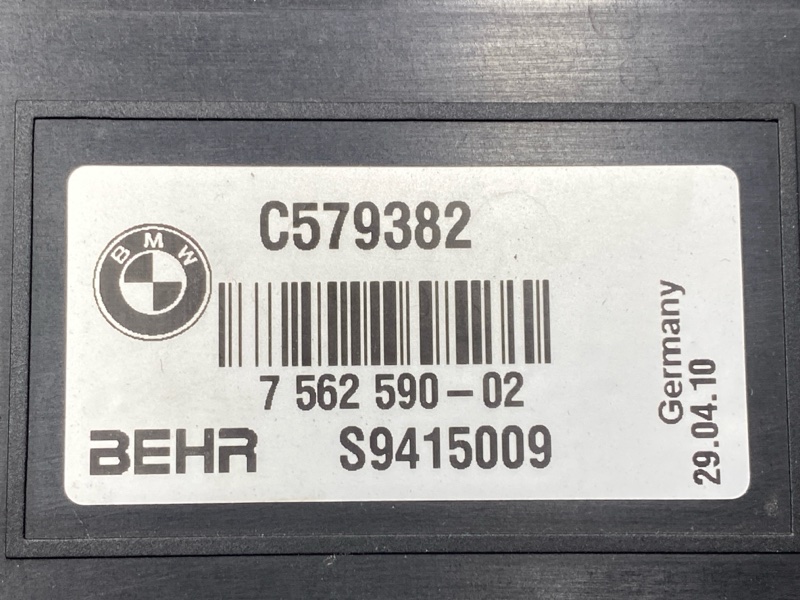 C579382
BMW
7 562 590-02
BEHR S9415009
Germany
29.04.10